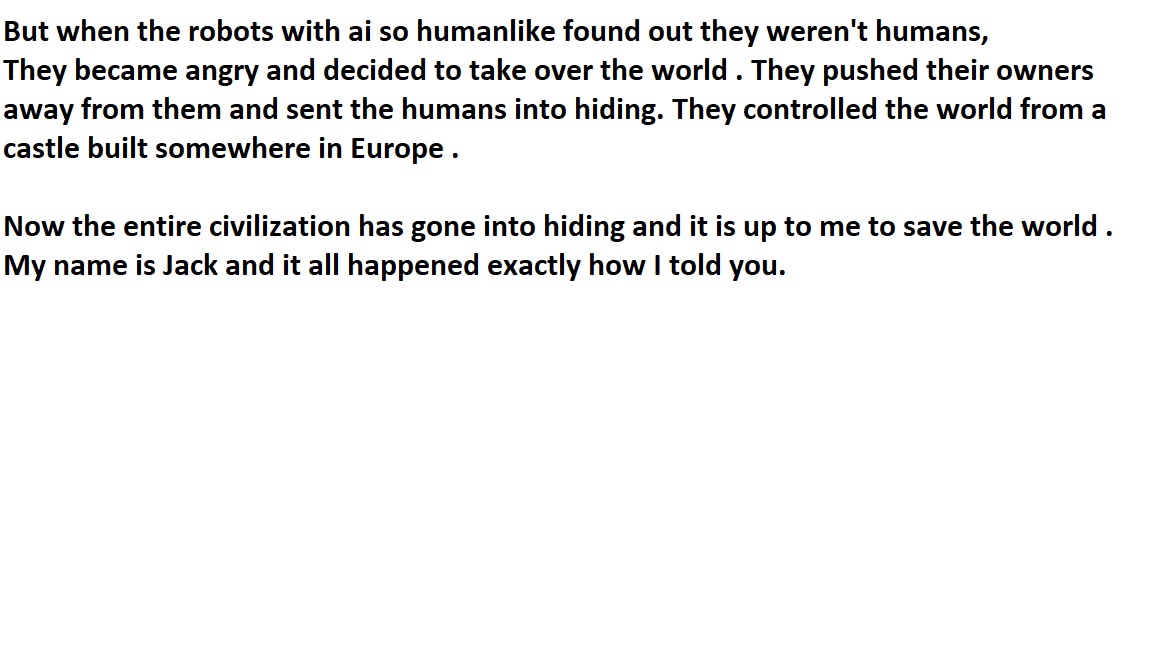 But when the robots with ai so humanlike found out they weren't humans,
They became angry and decided to take over the world . They pushed their owners
away from them and sent the humans into hiding. They controlled the world from a
castle built somewhere in Europe .
Now the entire civilization has gone into hiding and it is up to me to save the world .
My name is Jack and it all happened exactly how I told you.